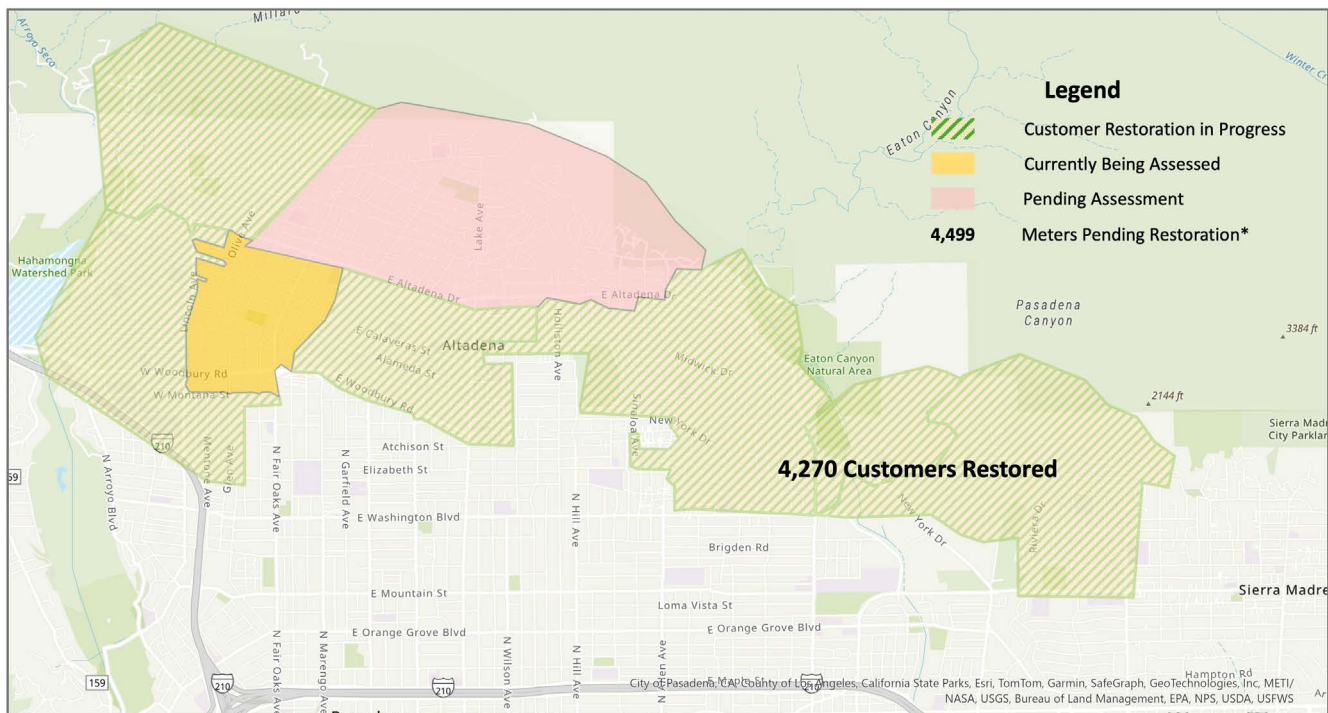 Millard
Arroyo Seco
Winter C
Legend
Eaton Canyon
Customer Restoration in Progress
Currently Being Assessed
Pending Assessment
4,499 Meters Pending Restoration*
Olive Ave
Lake Ave
Hahamongna
Watershed Park
Lincoln Ave
E Altadena Dr
E Altadena Dr
Pasadena
Canyon
3384 ft
E Calaveras St
Altadena
Holliston Ave
Alameda St
Midwick Dr
Eaton Canyon
Natural Area
W Woodbury Rd
E Woodbury Rd
W Montana St
2144 ft
Sinaloa Ave
New York Dr
Sierra Madr
City Parklan
210
Atchison St
Mentone Ave
Glen Ave
N Fair Oaks Ave
N Garfield Ave
Elizabeth St
4,270 Customers Restored
59
N Arroyo Blvd
N Hill Ave
E Washington Blvd
New York Dr
Riviera Dr
Brigden Rd
E Mountain St
Loma Vista St
Sierra Madre
E Orange Grove Blvd
E Orange Grove Blvd
N Fair Oaks Ave
N Marengo Ave
N Wilson Ave
N Hill Ave
159
210
210
210
Hampton Rd
City of Pasadena, CA, County of Los Angeles, California State Parks, Esri, TomTom, Garmin, SafeGraph, GeoTechnologies, Inc, METI/
NASA, USGS, Bureau of Land Management, EPA, NPS, USDA, USFWS